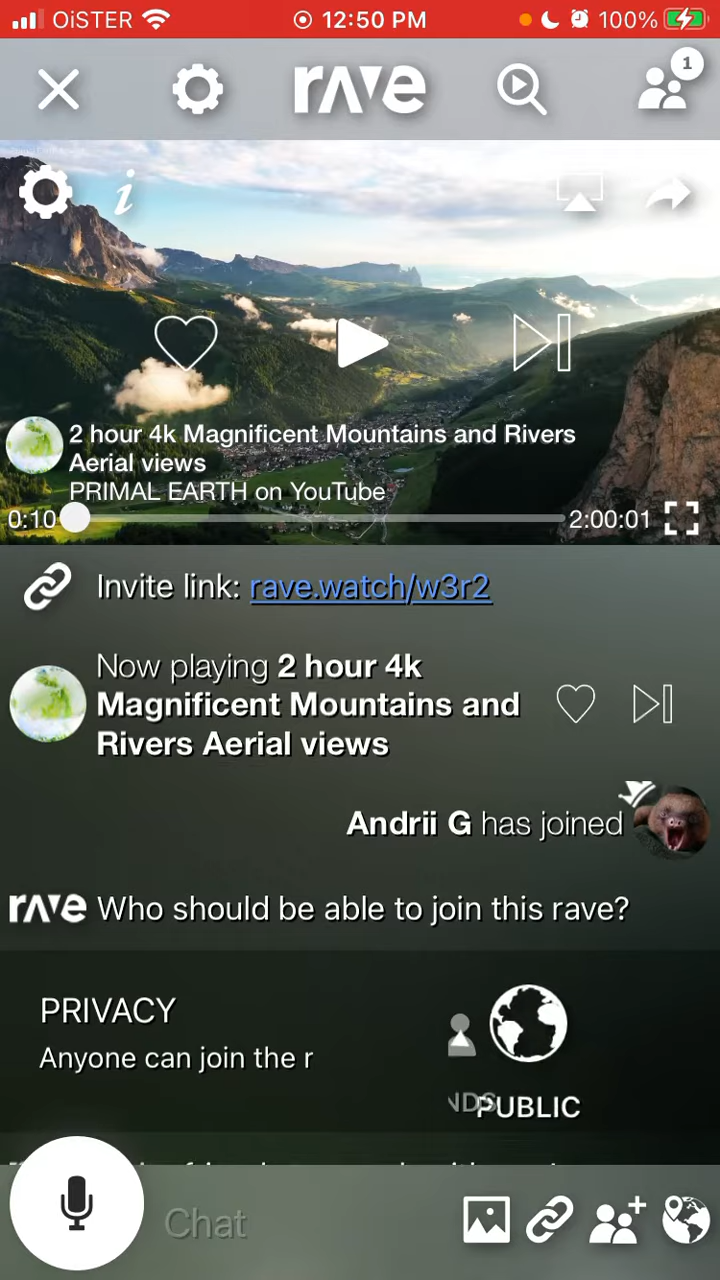 OiSTER 12:50 PM 100%
rave 1
i
2 hour 4k Magnificent Mountains and Rivers
Aerial views
PRIMAL EARTH on YouTube
0:10 2:00:01
Invite link: rave.watch/w3r2
Now playing 2 hour 4k
Magnificent Mountains and
Rivers Aerial views
Andrii G has joined
rave Who should be able to join this rave?
PRIVACY
Anyone can join the r
NDS PUBLIC
Chat